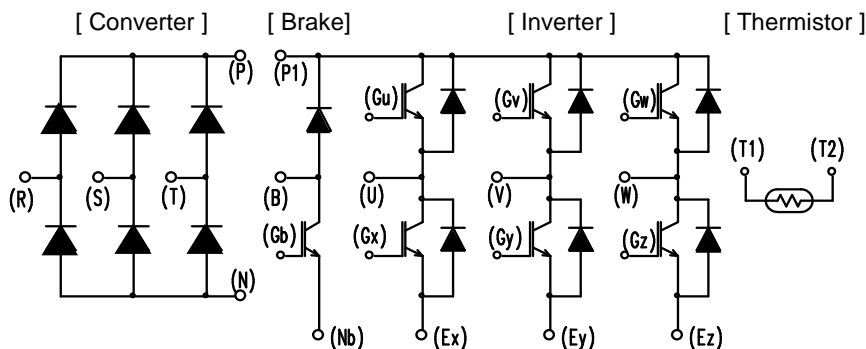 [ Converter ] [ Brake] [ Inverter ] [ Thermistor ]
(P) (P1)
(Gu) (Gv) (Gw)
(T1) (T2)
(R) (S) (T) (B) (U) (V) (W)
(Gb) (Gx) (Gy) (Gz)
(N)
(Nb) (Ex) (Ey) (Ez)